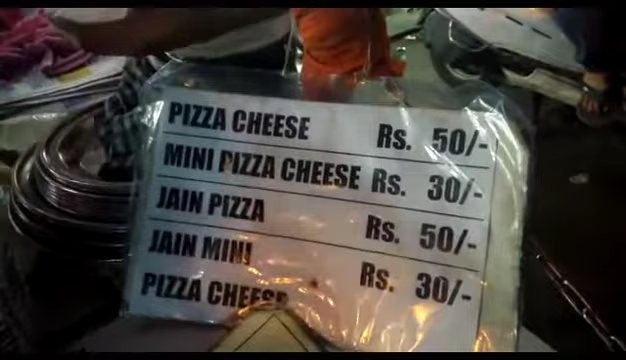 PIZZA CHEESE Rs. 50/-
MINI PIZZA CHEESE Rs. 30/-
JAIN PIZZA Rs. 50/-
JAIN MINI Rs. 30/-
PIZZA CHEESE